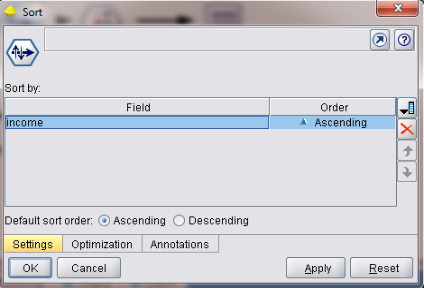 Sort
Sort by:
Field Order
income Ascending
Default sort order: Ascending Descending
Settings Optimization Annotations
OK Cancel Apply Reset